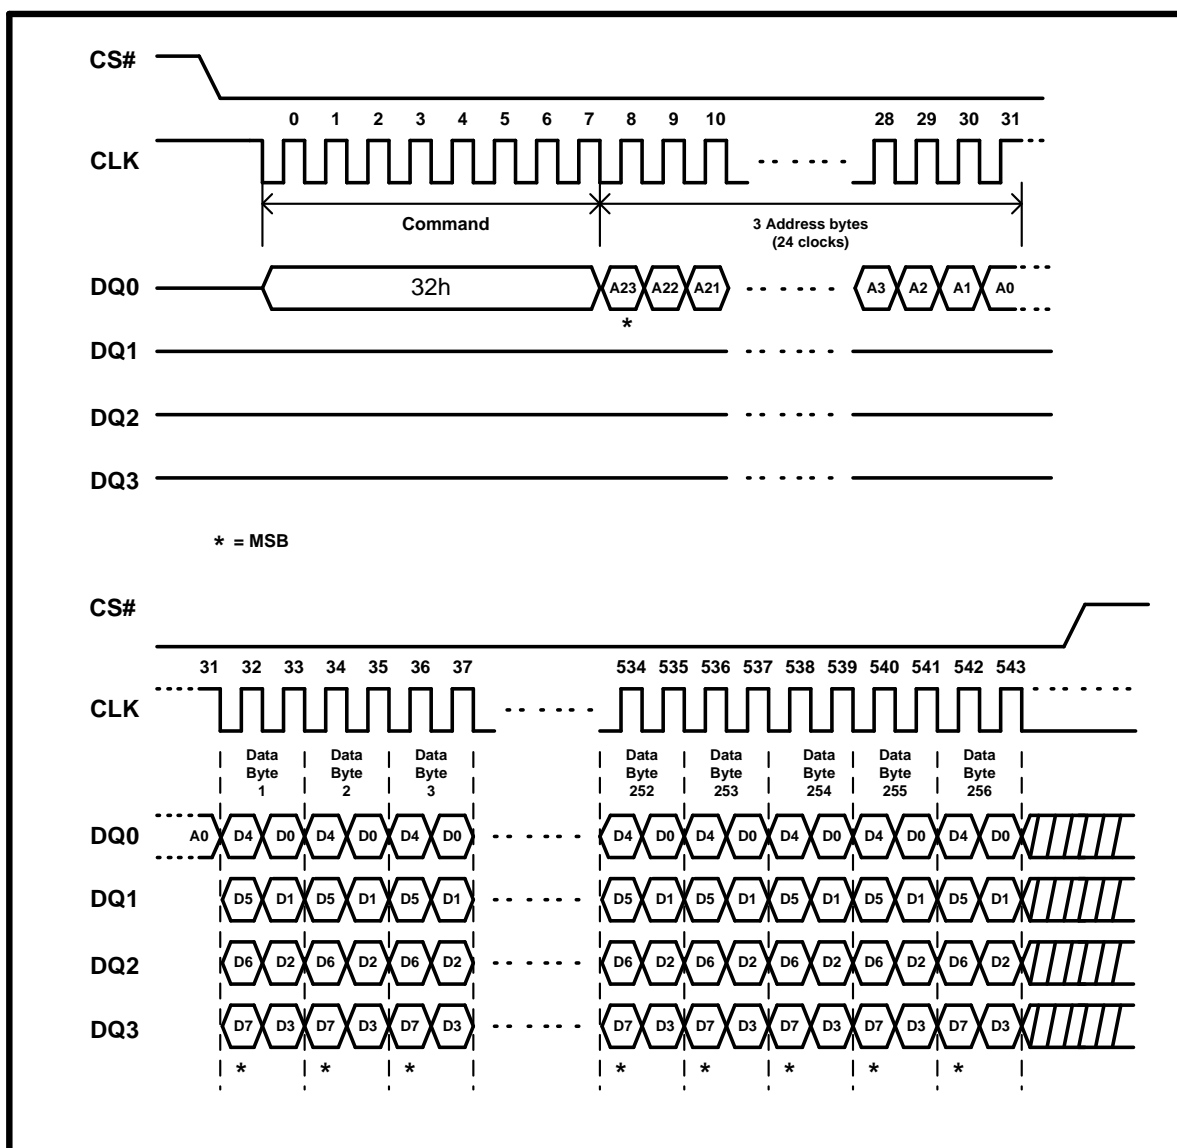 CS#
0 1 2 3 4 5 6 7 8 9 10 28 29 30 31
CLK
Command
3 Address bytes
(24 clocks)
DQ0 32h A23 A22 A21 A3 A2 A1 A0
*
DQ1
DQ2
DQ3
* = MSB
CS#
31 32 33 34 35 36 37 534 535 536 537 538 539 540 541 542 543
CLK
Data Data Data Data Data Data Data Data
Byte Byte Byte Byte Byte Byte Byte Byte
1 2 3 252 253 254 255 256
DQ0 A0 D4 D0 D4 D0 D4 D0 D4 D0 D4 D0 D4 D0 D4 D0 D4 D0
DQ1 D5 D1 D5 D1 D5 D1 D5 D1 D5 D1 D5 D1 D5 D1 D5 D1
DQ2 D6 D2 D6 D2 D6 D2 D6 D2 D6 D2 D6 D2 D6 D2 D6 D2
DQ3 D7 D3 D7 D3 D7 D3 D7 D3 D7 D3 D7 D3 D7 D3 D7 D3
* * * * * * * *